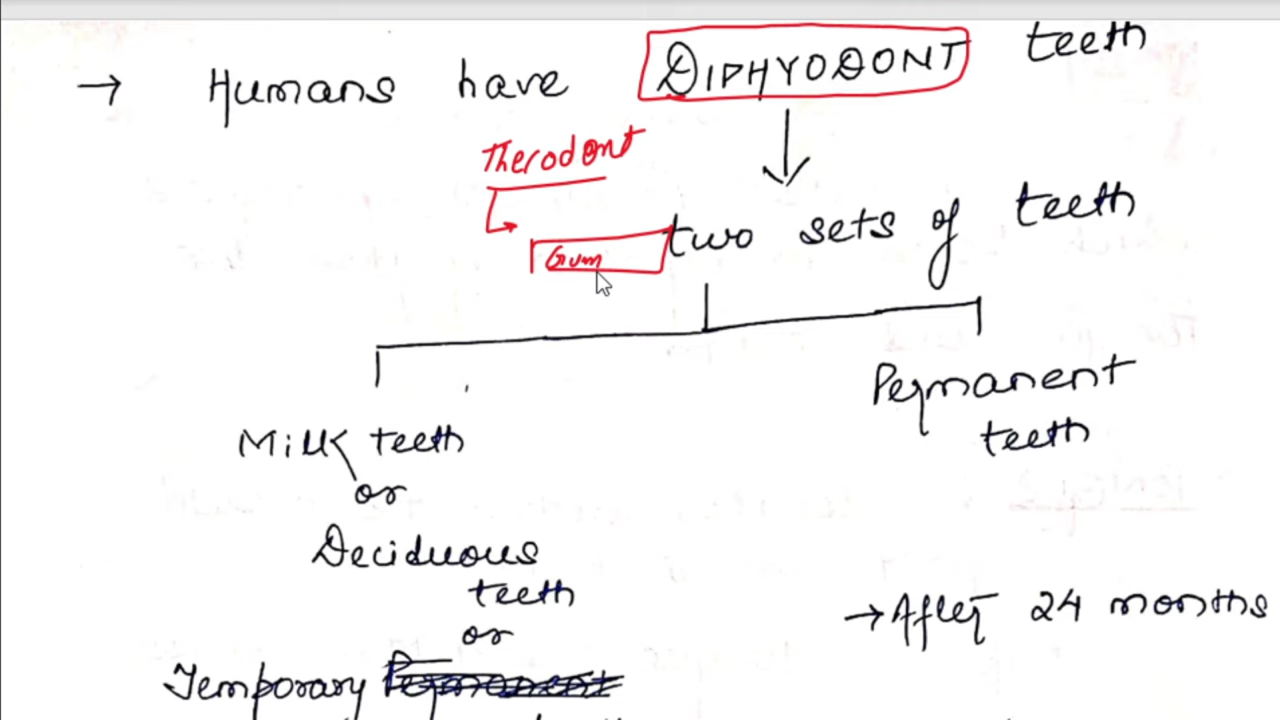 → Humans have DIPHYODONT teeth
Therodont
Gum
two sets of teeth
Milk teeth
or
Deciduous
teeth
or
Temporary Permanent
Permanent
teeth
→ After 24 months